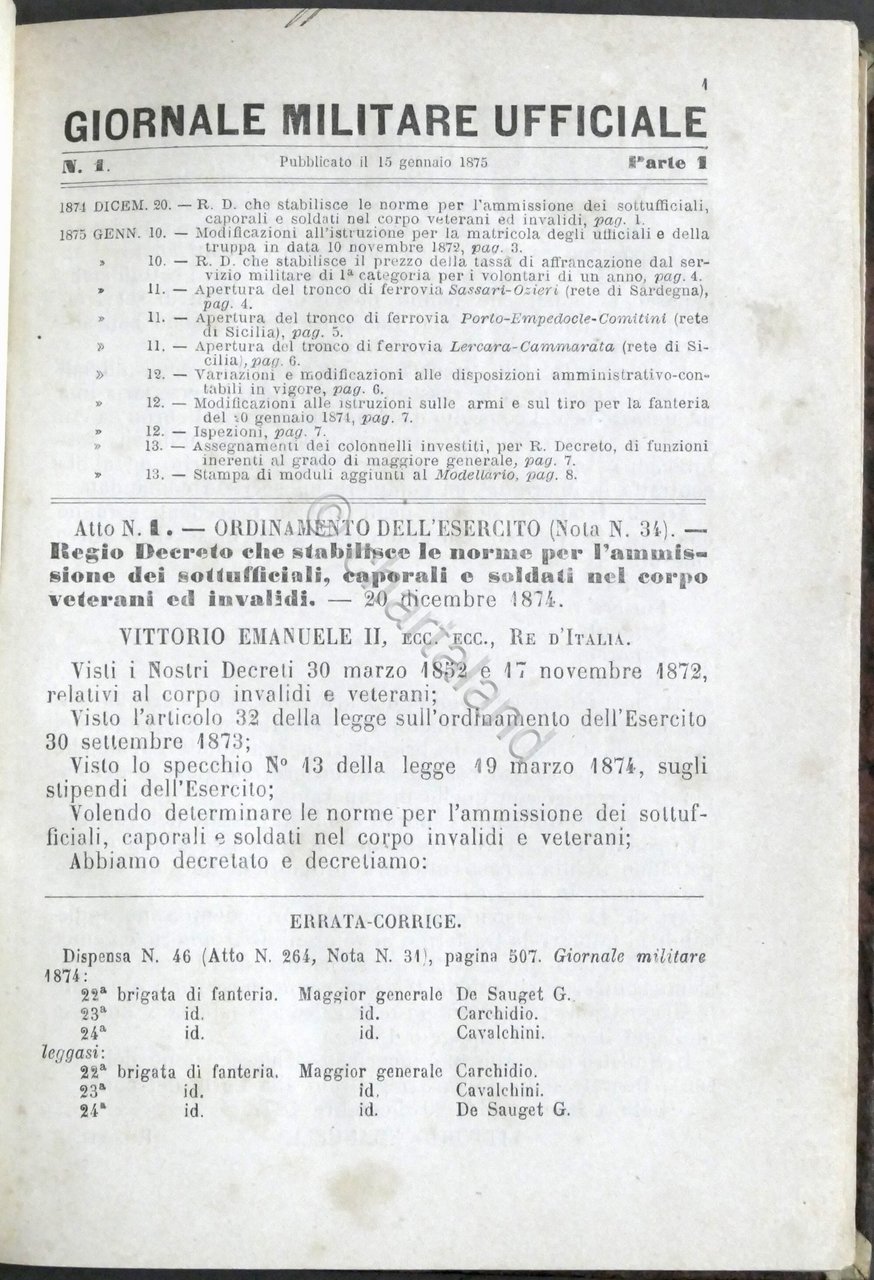 1
GIORNALE MILITARE UFFICIALE
N. 1. Pubblicato il 15 gennaio 1875 Parte I
1874 DICEM. 20. — R. D. che stabilisce le norme per l'ammissione dei sottufficiali,
caporali e soldati nel corpo veterani ed invalidi, pag. 1.
1875 GENN. 10. — Modificazioni all'istruzione per la matricola degli ufficiali e della
truppa in data 10 novembre 1872, pag. 3.
» 10. — R. D. che stabilisce il prezzo della tassa di affrancazione dal ser-
vizio militare di 1ª categoria per i volontari di un anno, pag. 4.
» 11. — Apertura del tronco di ferrovia Sassari-Ozieri (rete di Sardegna),
pag. 4.
» 11. — Apertura del tronco di ferrovia Porto-Empedocle-Comitini (rete
di Sicilia), pag. 5.
» 11. — Apertura del tronco di ferrovia Lercara-Cammarata (rete di Si-
cilia), pag. 6.
» 12. — Variazioni e modificazioni alle disposizioni amministrativo-con-
tabili in vigore, pag. 6.
» 12. — Modificazioni alle istruzioni sulle armi e sul tiro per la fanteria
del 20 gennaio 1874, pag. 7.
» 12. — Ispezioni, pag. 7.
» 13. — Assegnamenti dei colonnelli investiti, per R. Decreto, di funzioni
inerenti al grado di maggiore generale, pag. 7.
» 13. — Stampa di moduli aggiunti al Modellario, pag. 8.
Atto N. 1. — ORDINAMENTO DELL'ESERCITO (Nota N. 34). —
Regio Decreto che stabilisce le norme per l'ammis-
sione dei sottufficiali, caporali e soldati nel corpo
veterani ed invalidi. — 20 dicembre 1874.
VITTORIO EMANUELE II, ECC. ECC., RE D'ITALIA.
Visti i Nostri Decreti 30 marzo 1852 e 17 novembre 1872,
relativi al corpo invalidi e veterani;
Visto l'articolo 32 della legge sull'ordinamento dell'Esercito
30 settembre 1873;
Visto lo specchio Nº 13 della legge 19 marzo 1874, sugli
stipendi dell'Esercito;
Volendo determinare le norme per l'ammissione dei sottuf-
ficiali, caporali e soldati nel corpo invalidi e veterani;
Abbiamo decretato e decretiamo:
ERRATA-CORRIGE.
Dispensa N. 46 (Atto N. 264, Nota N. 31), pagina 507. Giornale militare
1874:
22ª brigata di fanteria. Maggior generale De Sauget G.
23ª id. id. Carchidio.
24ª id. id. Cavalchini.
leggasi:
22ª brigata di fanteria. Maggior generale Carchidio.
23ª id. id. Cavalchini.
24ª id. id. De Sauget G.
© Chartaland